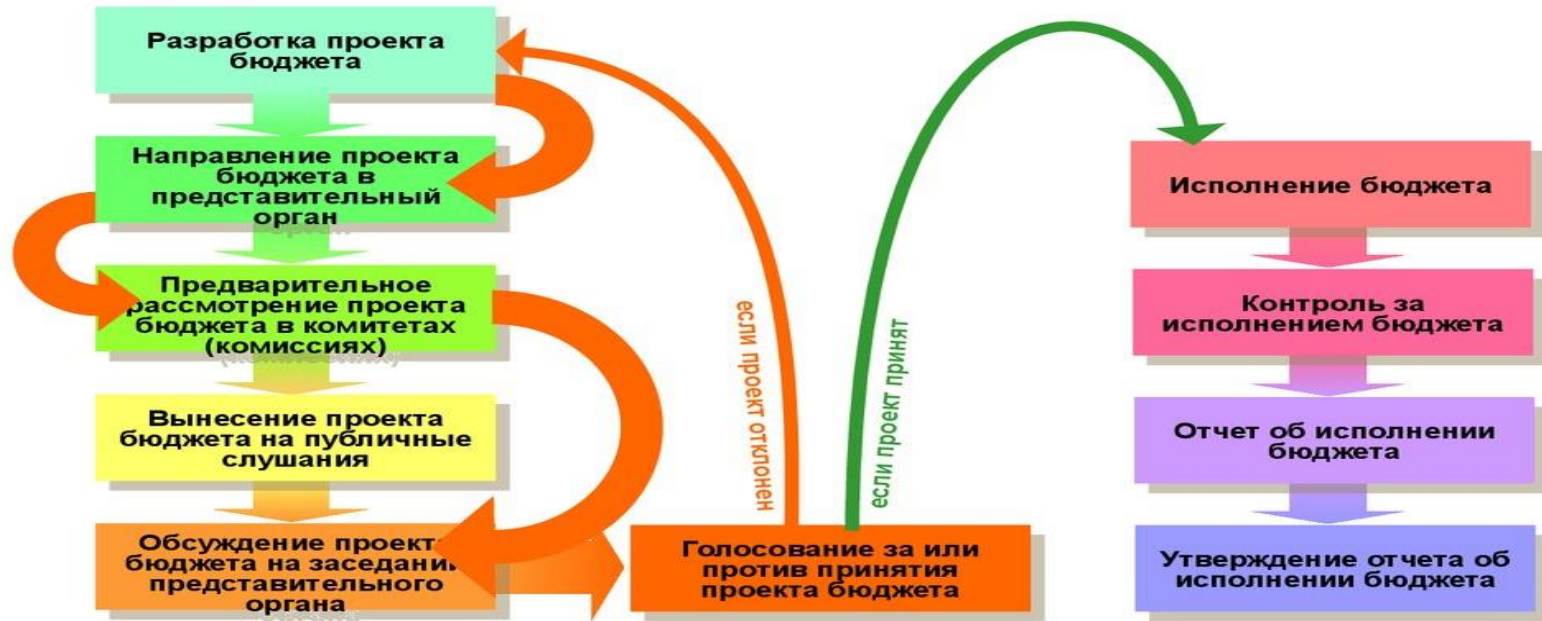 Разработка проекта
бюджета
Направление проекта
бюджета в
представительный
орган
Предварительное
рассмотрение проекта
бюджета в комитетах
(комиссиях)
Вынесение проекта
бюджета на публичные
слушания
Обсуждение проекта
бюджета на заседании
представительного
органа
если проект отклонен
Голосование за или
против принятия
проекта бюджета
если проект принят
Исполнение бюджета
Контроль за
исполнением бюджета
Отчет об исполнении
бюджета
Утверждение отчета об
исполнении бюджета